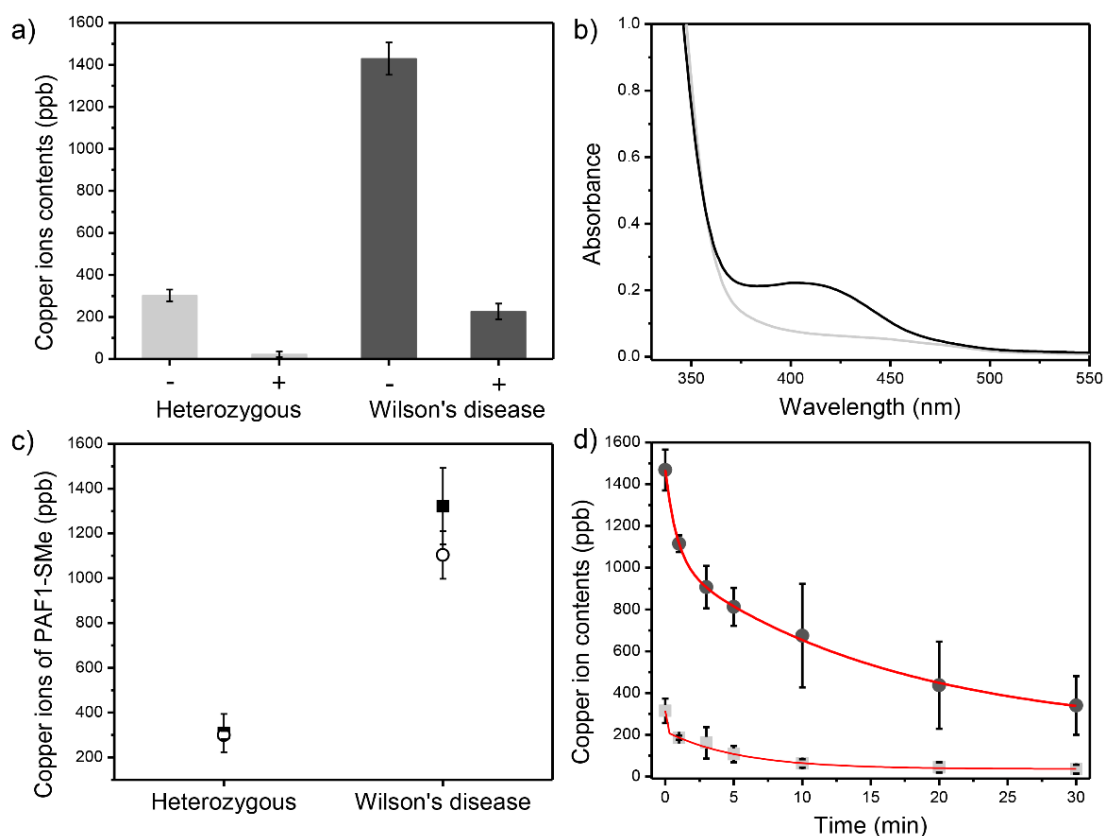 a)
Copper ions contents (ppb)
1600
1400
1200
1000
800
600
400
200
0
- + - +
Heterozygous Wilson's disease
b)
Absorbance
1.0
0.8
0.6
0.4
0.2
0.0
350 400 450 500 550
Wavelength (nm)
c)
Copper ions of PAF1-SMe (ppb)
1600
1400
1200
1000
800
600
400
200
Heterozygous Wilson's disease
d)
Copper ion contents (ppb)
1600
1400
1200
1000
800
600
400
200
0
0 5 10 15 20 25 30
Time (min)